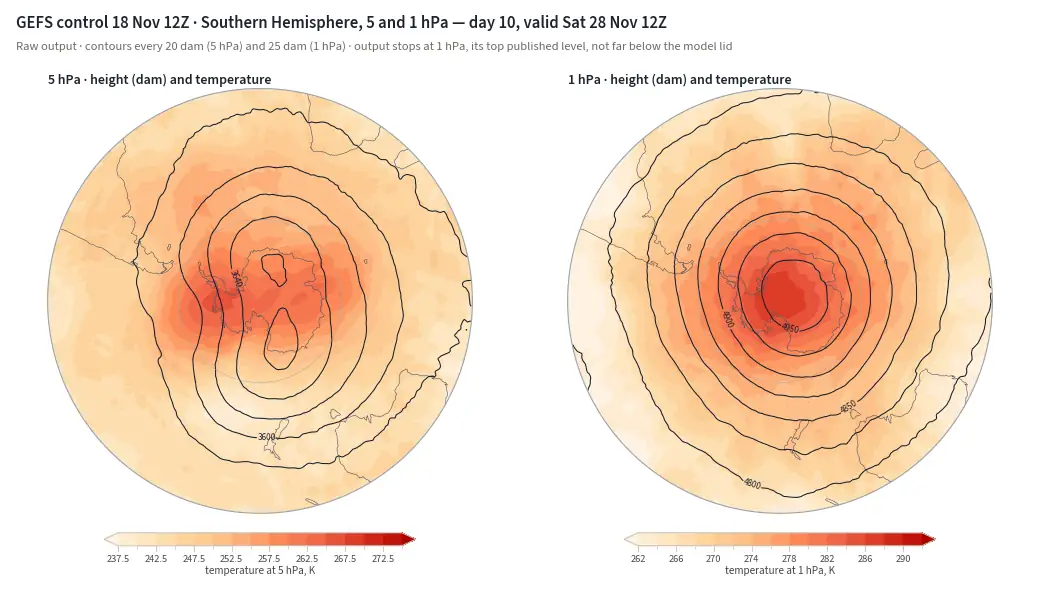 GEFS control 18 Nov 12Z · Southern Hemisphere, 5 and 1 hPa — day 10, valid Sat 28 Nov 12Z
Raw output · contours every 20 dam (5 hPa) and 25 dam (1 hPa) · output stops at 1 hPa, its top published level, not far below the model lid
5 hPa · height (dam) and temperature
1 hPa · height (dam) and temperature
3540
3600
4900
4950
4850
4800
237.5 242.5 247.5 252.5 257.5 262.5 267.5 272.5
temperature at 5 hPa, K
262 266 270 274 278 282 286 290
temperature at 1 hPa, K